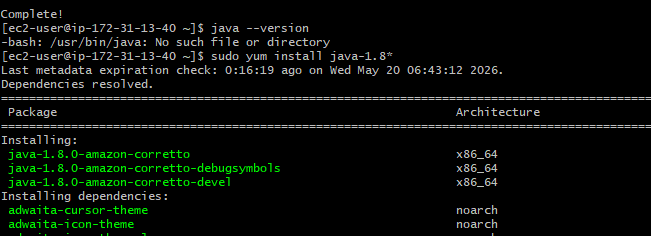 Complete!
[ec2-user@ip-172-31-13-40 ~]$ java --version
-bash: /usr/bin/java: No such file or directory
[ec2-user@ip-172-31-13-40 ~]$ sudo yum install java-1.8*
Last metadata expiration check: 0:16:19 ago on Wed May 20 06:43:12 2026.
Dependencies resolved.
Package Architecture
Installing:
java-1.8.0-amazon-corretto x86_64
java-1.8.0-amazon-corretto-debugsymbols x86_64
java-1.8.0-amazon-corretto-devel x86_64
Installing dependencies:
adwaita-cursor-theme noarch
adwaita-icon-theme noarch